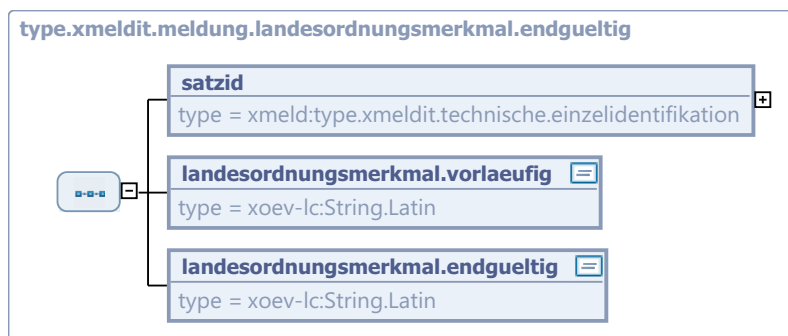 type.xmeldit.meldung.landesordnungsmerkmal.endgueltig
satzid
type = xmeld:type.xmeldit.technische.einzelidentifikation
landesordnungsmerkmal.vorlaeufig
type = xoev-lc:String.Latin
landesordnungsmerkmal.endgueltig
type = xoev-lc:String.Latin